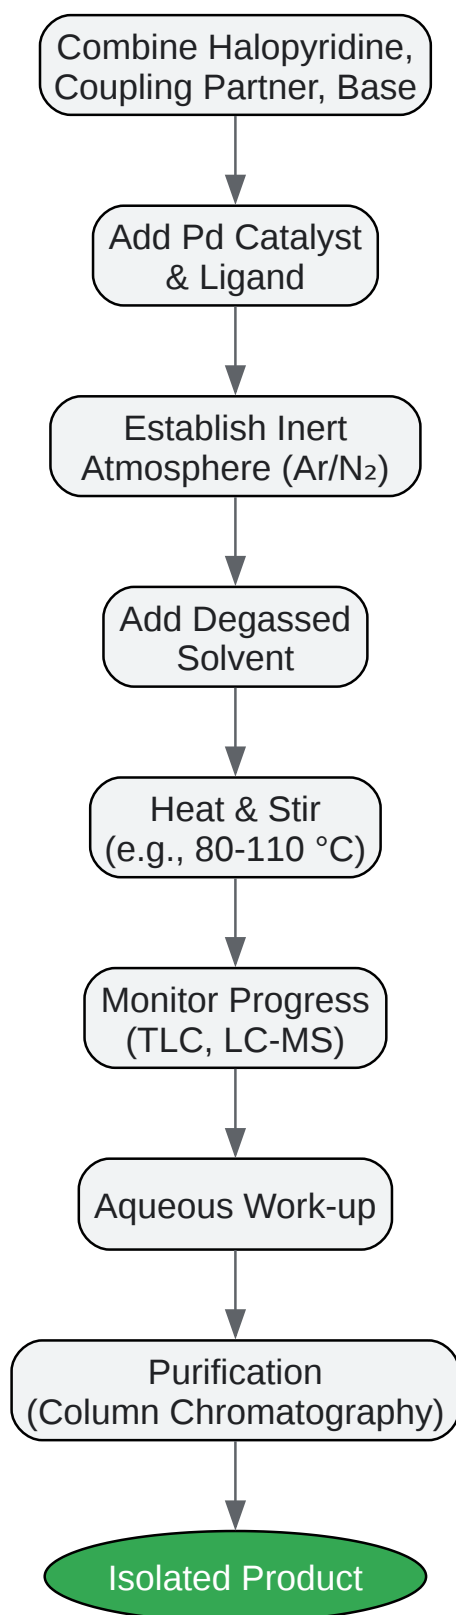 Combine Halopyridine,
Coupling Partner, Base
Add Pd Catalyst
& Ligand
Establish Inert
Atmosphere (Ar/N₂)
Add Degassed
Solvent
Heat & Stir
(e.g., 80-110 °C)
Monitor Progress
(TLC, LC-MS)
Aqueous Work-up
Purification
(Column Chromatography)
Isolated Product